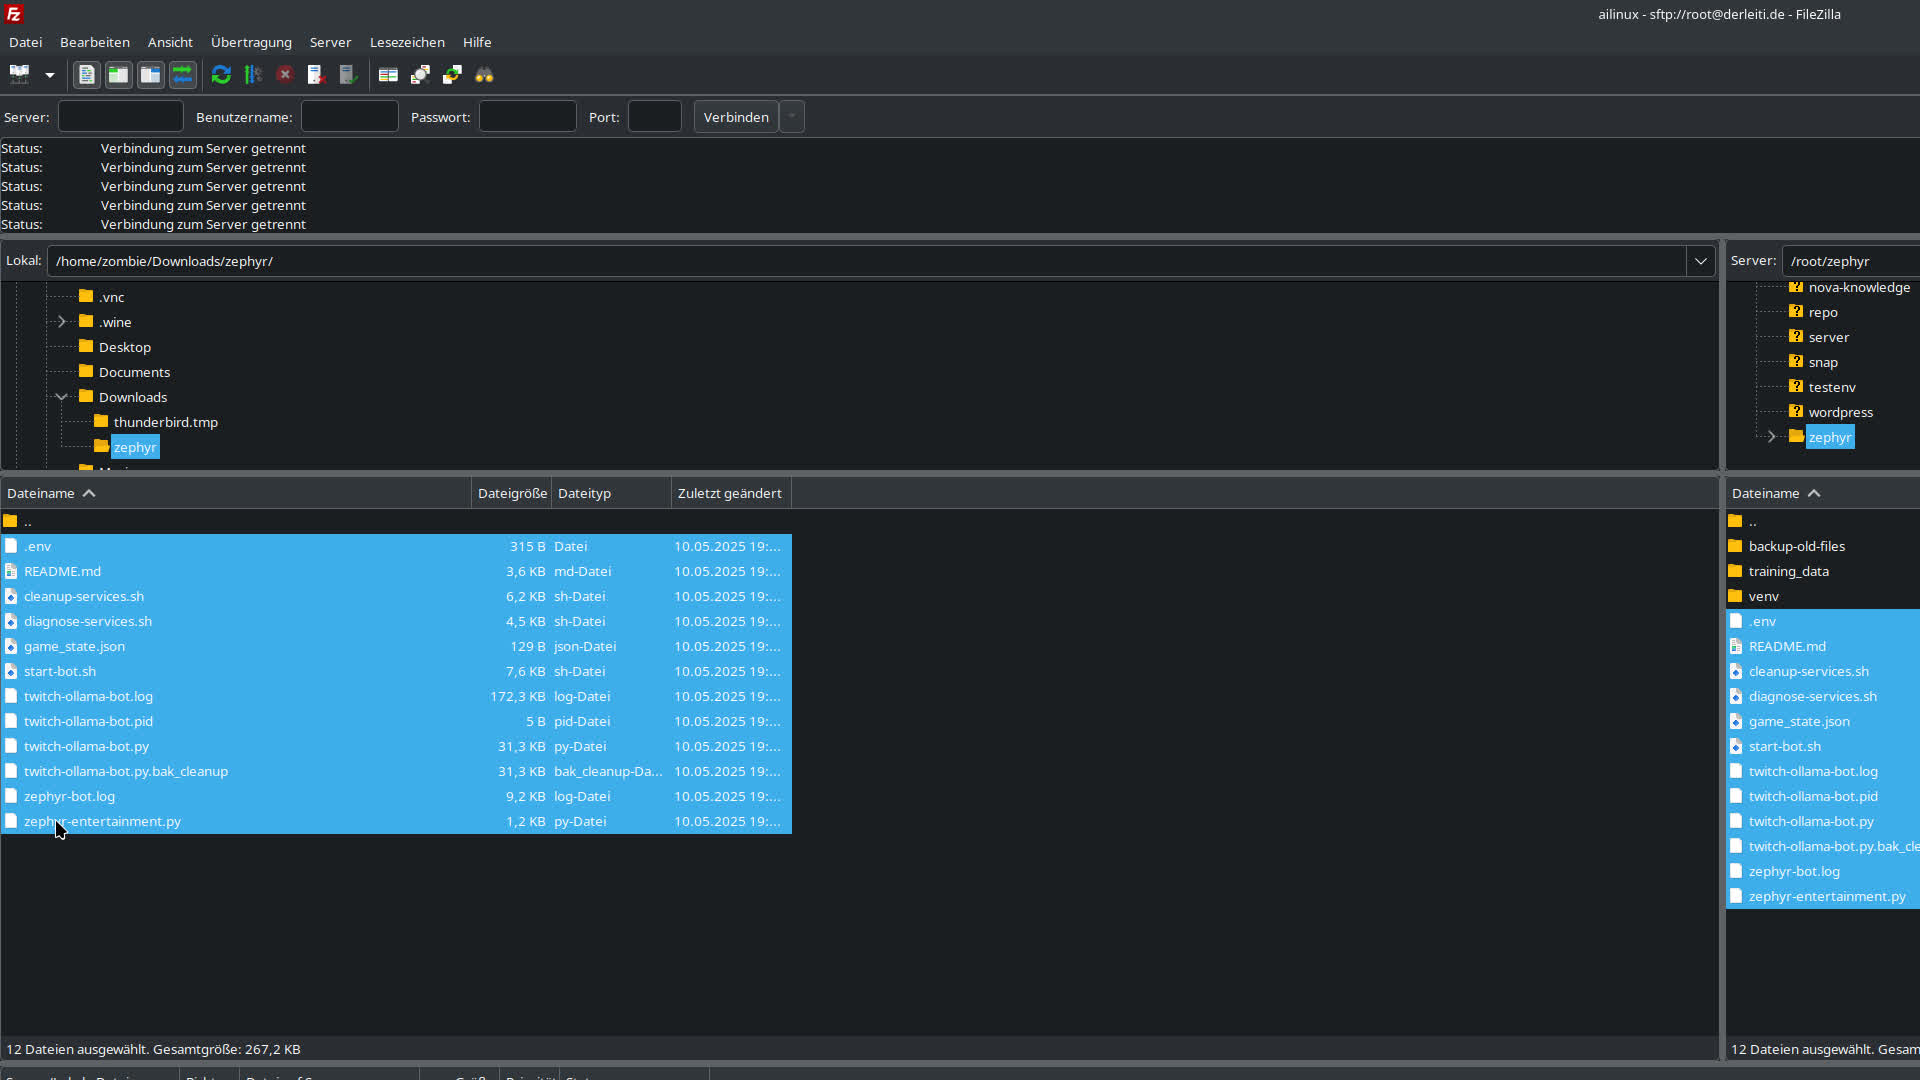 Fz
ailinux - sftp://root@derleiti.de - FileZilla
Datei Bearbeiten Ansicht Übertragung Server Lesezeichen Hilfe
Server: Benutzername: Passwort: Port: Verbinden
Status: Verbindung zum Server getrennt
Status: Verbindung zum Server getrennt
Status: Verbindung zum Server getrennt
Status: Verbindung zum Server getrennt
Status: Verbindung zum Server getrennt
Lokal: /home/zombie/Downloads/zephyr/
.vnc
.wine
Desktop
Documents
Downloads
thunderbird.tmp
zephyr
Server: /root/zephyr
nova-knowledge
repo
server
snap
testenv
wordpress
zephyr
Dateiname Dateigröße Dateityp Zuletzt geändert
..
.env 315 B Datei 10.05.2025 19:...
README.md 3,6 KB md-Datei 10.05.2025 19:...
cleanup-services.sh 6,2 KB sh-Datei 10.05.2025 19:...
diagnose-services.sh 4,5 KB sh-Datei 10.05.2025 19:...
game_state.json 129 B json-Datei 10.05.2025 19:...
start-bot.sh 7,6 KB sh-Datei 10.05.2025 19:...
twitch-ollama-bot.log 172,3 KB log-Datei 10.05.2025 19:...
twitch-ollama-bot.pid 5 B pid-Datei 10.05.2025 19:...
twitch-ollama-bot.py 31,3 KB py-Datei 10.05.2025 19:...
twitch-ollama-bot.py.bak_cleanup 31,3 KB bak_cleanup-Da... 10.05.2025 19:...
zephyr-bot.log 9,2 KB log-Datei 10.05.2025 19:...
zephyr-entertainment.py 1,2 KB py-Datei 10.05.2025 19:...
12 Dateien ausgewählt. Gesamtgröße: 267,2 KB
Dateiname
..
backup-old-files
training_data
venv
.env
README.md
cleanup-services.sh
diagnose-services.sh
game_state.json
start-bot.sh
twitch-ollama-bot.log
twitch-ollama-bot.pid
twitch-ollama-bot.py
twitch-ollama-bot.py.bak_cle
zephyr-bot.log
zephyr-entertainment.py
12 Dateien ausgewählt. Gesam